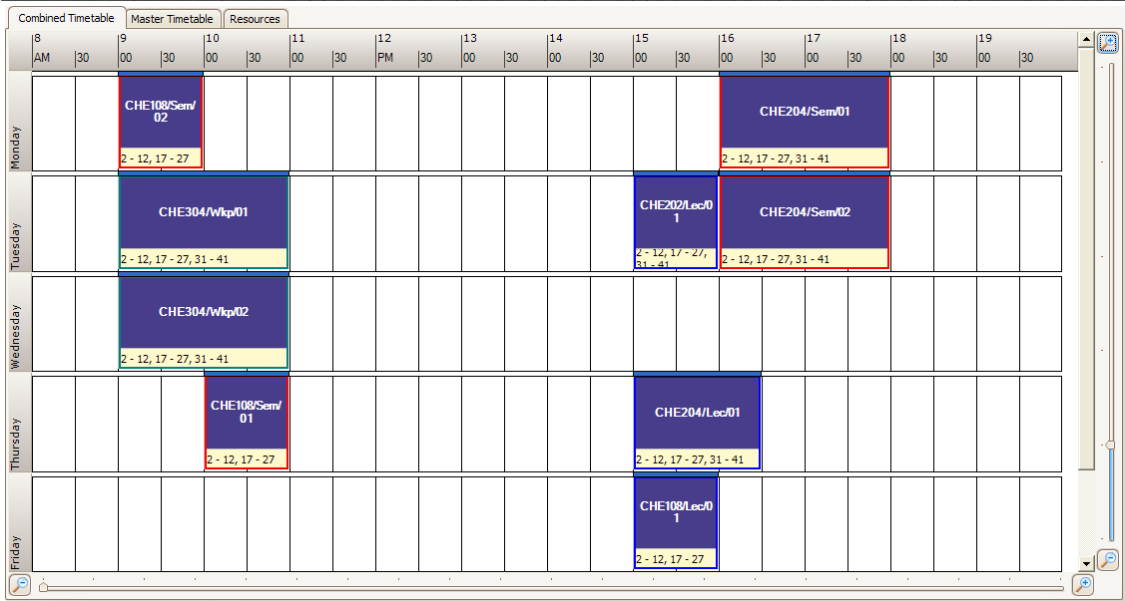 Combined Timetable Master Timetable Resources
8 9 10 11 12 13 14 15 16 17 18 19
AM 30 00 30 00 30 00 30 PM 30 00 30 00 30 00 30 00 30 00 30 00 30 00 30
Monday
CHE108/Sem/
02
2 - 12, 17 - 27
CHE204/Sem/01
2 - 12, 17 - 27, 31 - 41
Tuesday
CHE304/Wkp/01
2 - 12, 17 - 27, 31 - 41
CHE202/Lec/0
1
2 - 12, 17 - 27,
31 - 41
CHE204/Sem/02
2 - 12, 17 - 27, 31 - 41
Wednesday
CHE304/Wkp/02
2 - 12, 17 - 27, 31 - 41
Thursday
CHE108/Sem/
01
2 - 12, 17 - 27
CHE204/Lec/01
2 - 12, 17 - 27, 31 - 41
Friday
CHE108/Lec/0
1
2 - 12, 17 - 27